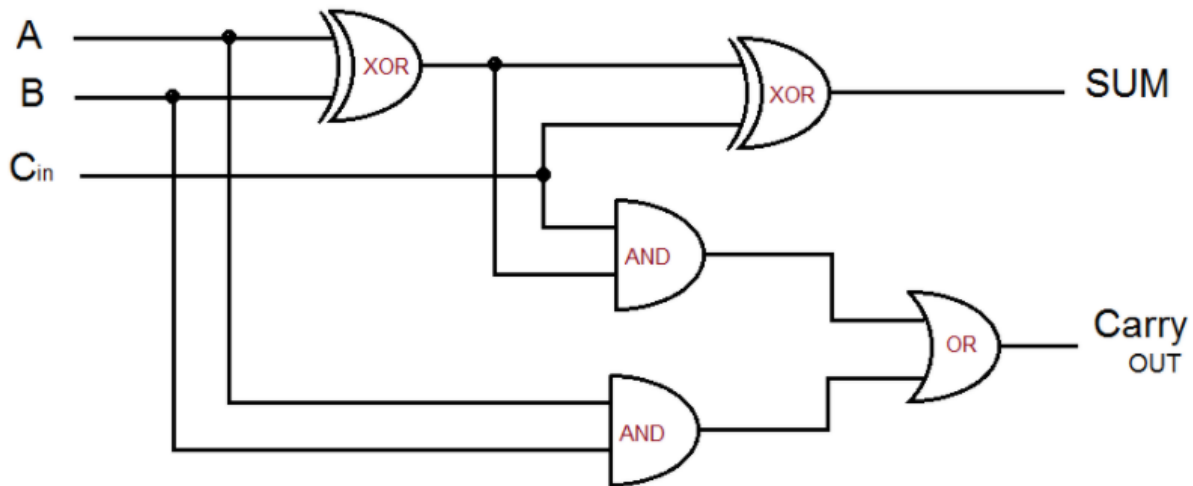 A
XOR
XOR
SUM
B
Cin
AND
Carry
OUT
OR
AND